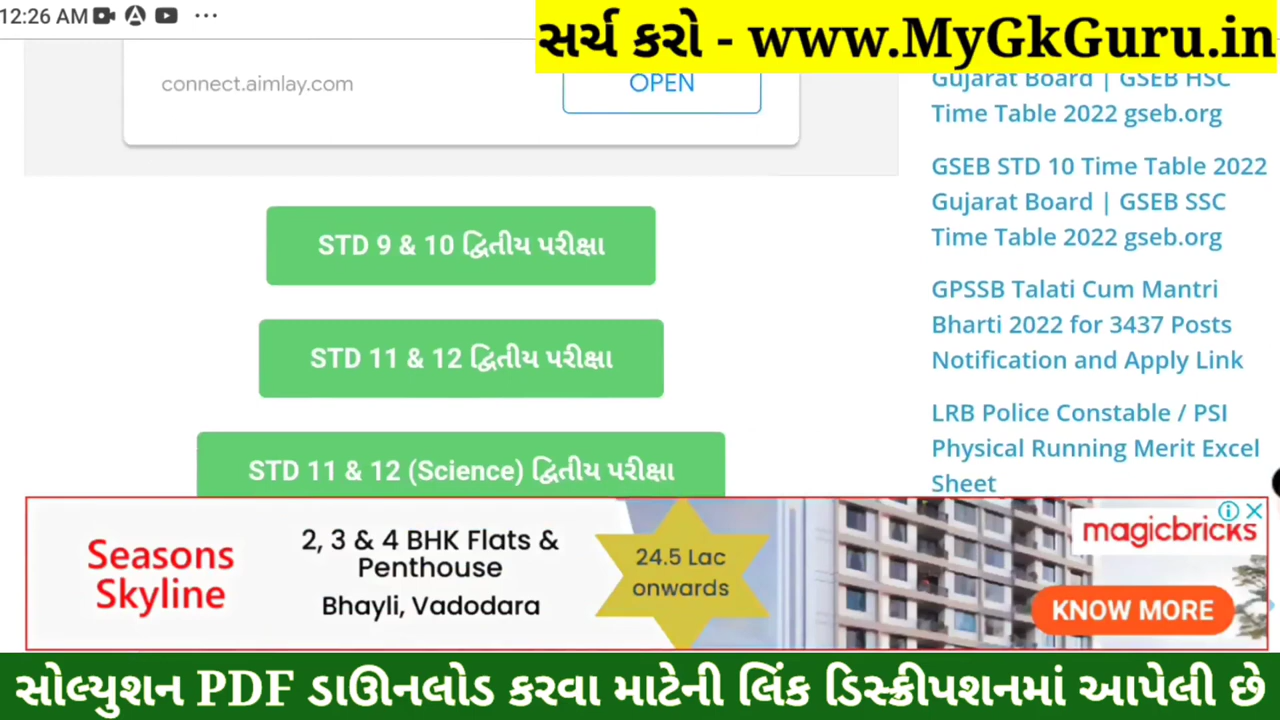 12:26 AM
સર્ચ કરો - www.MyGkGuru.in
connect.aimlay.com
OPEN
STD 9 & 10 દ્વિતીય પરીક્ષા
STD 11 & 12 દ્વિતીય પરીક્ષા
STD 11 & 12 (Science) દ્વિતીય પરીક્ષા
Gujarat Board | GSEB HSC
Time Table 2022 gseb.org
GSEB STD 10 Time Table 2022
Gujarat Board | GSEB SSC
Time Table 2022 gseb.org
GPSSB Talati Cum Mantri
Bharti 2022 for 3437 Posts
Notification and Apply Link
LRB Police Constable / PSI
Physical Running Merit Excel
Sheet
Seasons
Skyline
2, 3 & 4 BHK Flats &
Penthouse
Bhayli, Vadodara
24.5 Lac
onwards
magicbricks
KNOW MORE
સોલ્યુશન PDF ડાઊનલોડ કરવા માટેની લિંક ડિસ્ક્રીપશનમાં આપેલી છે